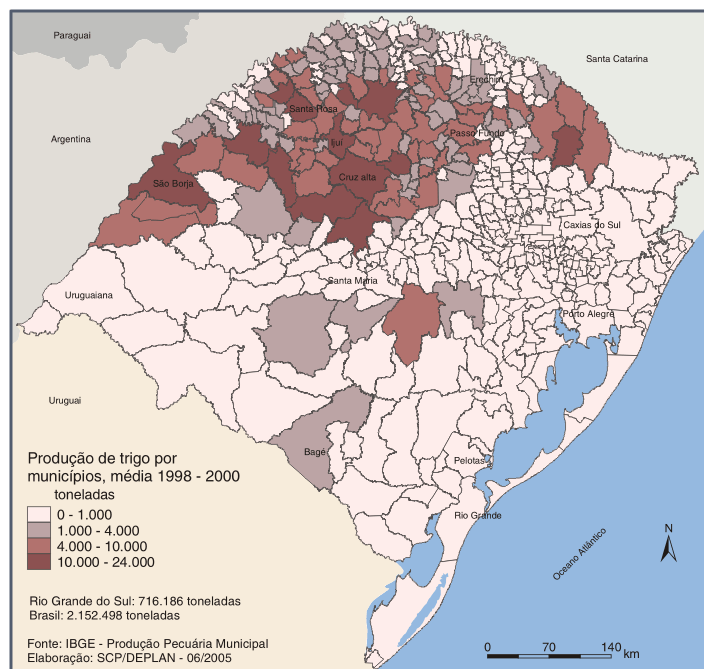 Paraguai
Santa Catarina
Erechim
Santa Rosa
Argentina
Passo Fundo
Ijuí
Cruz alta
São Borja
Caxias do Sul
Santa Maria
Uruguaiana
Porto Alegre
Uruguai
Bagé
Pelotas
Rio Grande
Oceano Atlântico
N
Produção de trigo por
municípios, média 1998 - 2000
toneladas
0 - 1.000
1.000 - 4.000
4.000 - 10.000
10.000 - 24.000
Rio Grande do Sul: 716.186 toneladas
Brasil: 2.152.498 toneladas
Fonte: IBGE - Produção Pecuária Municipal
Elaboração: SCP/DEPLAN - 06/2005
0 70 140 km